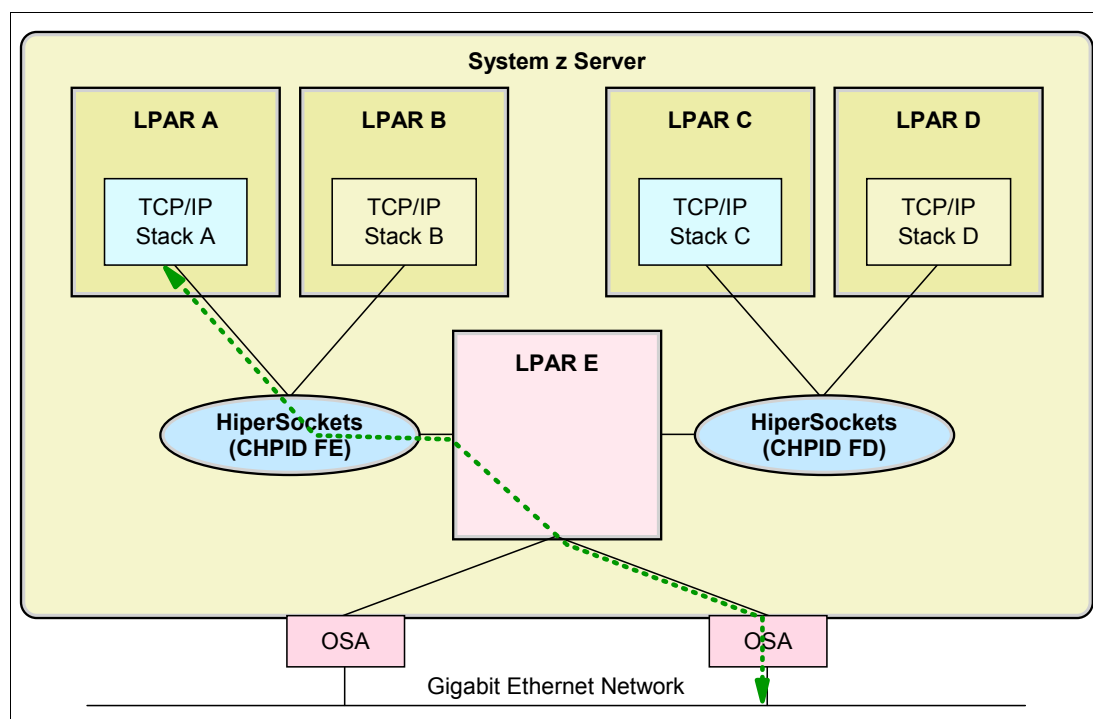 System z Server
LPAR A
LPAR B
LPAR C
LPAR D
TCP/IP
Stack A
TCP/IP
Stack B
TCP/IP
Stack C
TCP/IP
Stack D
LPAR E
HiperSockets
(CHPID FE)
HiperSockets
(CHPID FD)
OSA
OSA
Gigabit Ethernet Network